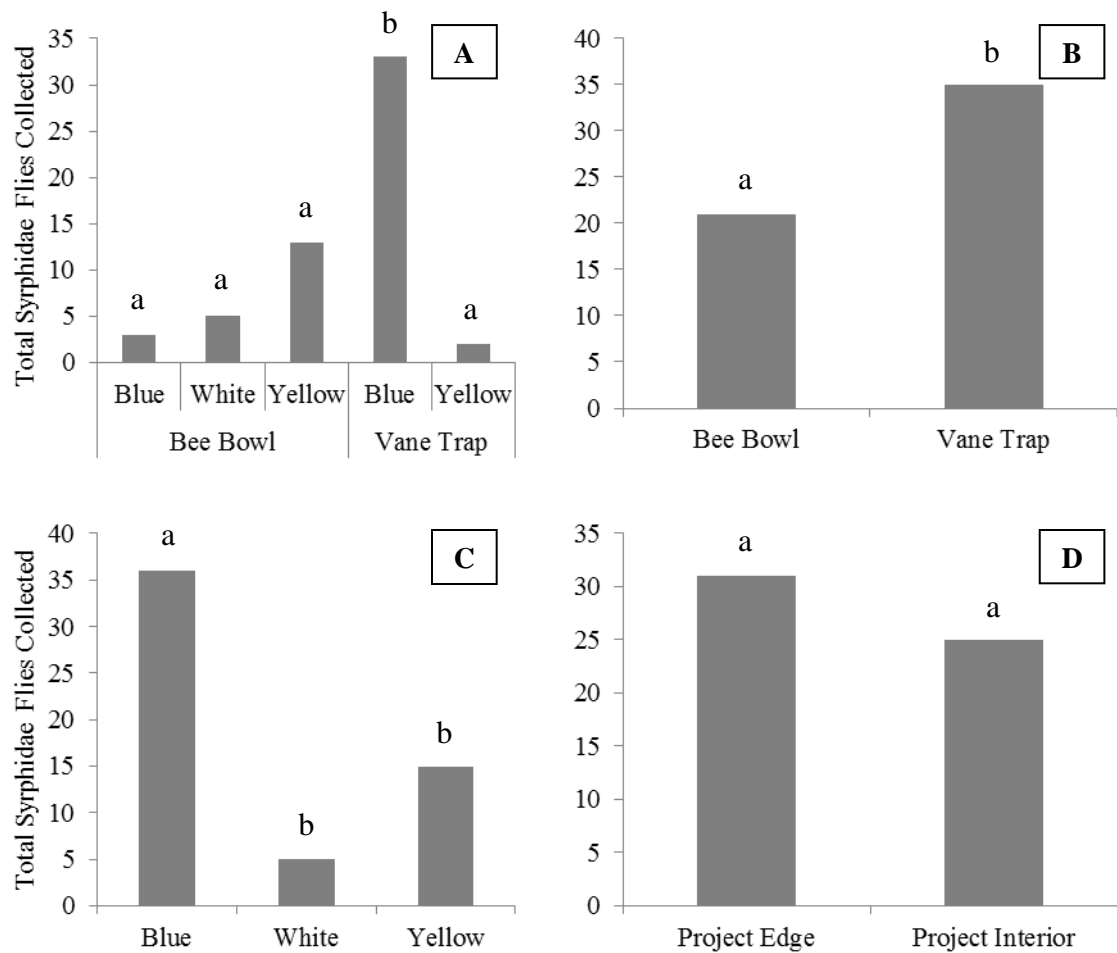 A
Total Syrphidae Flies Collected
35
30
25
20
15
10
5
0
a
a
a
b
a
Blue White Yellow Blue Yellow
Bee Bowl Vane Trap
B
40
35
30
25
20
15
10
5
0
a
b
Bee Bowl Vane Trap
C
Total Syrphidae Flies Collected
40
35
30
25
20
15
10
5
0
a
b
b
Blue White Yellow
D
35
30
25
20
15
10
5
0
a
a
Project Edge Project Interior